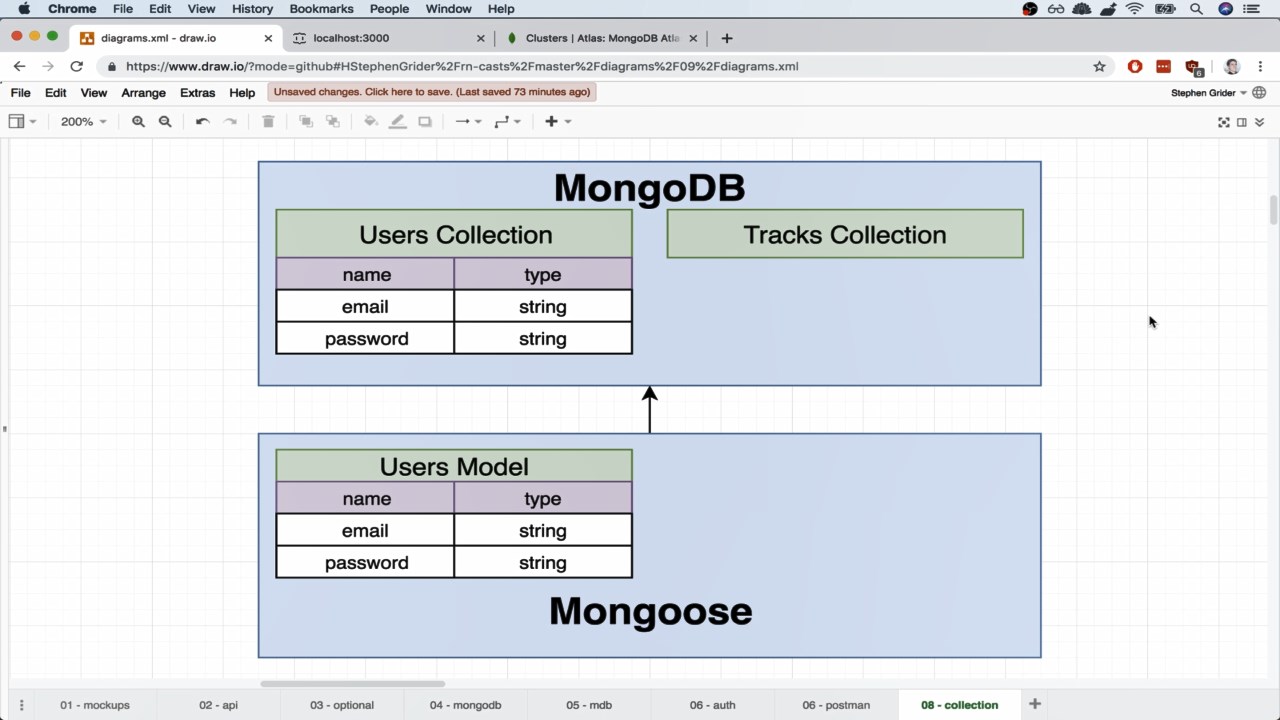 Chrome File Edit View History Bookmarks People Window Help
diagrams.xml - draw.io
localhost:3000
Clusters | Atlas: MongoDB Atla
https://www.draw.io/?mode=github#HStephenGrider%2Frn-casts%2Fmaster%2Fdiagrams%2F09%2Fdiagrams.xml
6
File Edit View Arrange Extras Help Unsaved changes. Click here to save. (Last saved 73 minutes ago) Stephen Grider
200%
MongoDB
Users Collection Tracks Collection
name type
email string
password string
Users Model
name type
email string
password string
Mongoose
01 - mockups 02 - api 03 - optional 04 - mongodb 05 - mdb 06 - auth 06 - postman 08 - collection